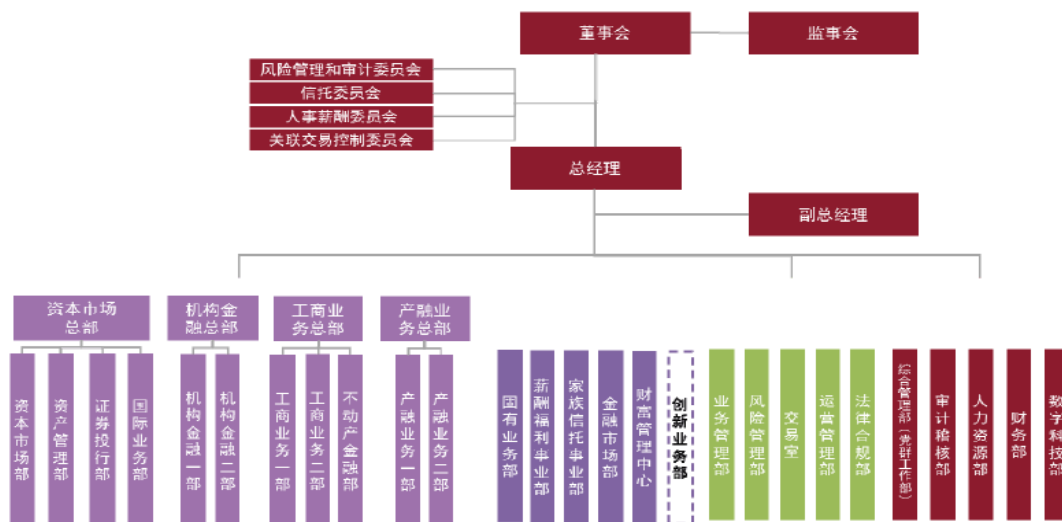 董事会
监事会
风险管理和审计委员会
信托委员会
人事薪酬委员会
关联交易控制委员会
总经理
副总经理
资本市场
总部
机构金
融总部
工商业
务总部
产融业
务总部
资本市场部
资产管理部
证券投行部
国际业务部
机构金融一部
机构金融二部
工商业务一部
工商业务二部
不动产金融部
产融业务一部
产融业务二部
固有业务部
薪酬福利事业部
家族信托事业部
金融市场部
财富管理中心
创新业务部
业务管理部
风险管理部
交易室
运营管理部
法律合规部
综合管理部（党群工作部）
审计稽核部
人力资源部
财务部
数字科技部